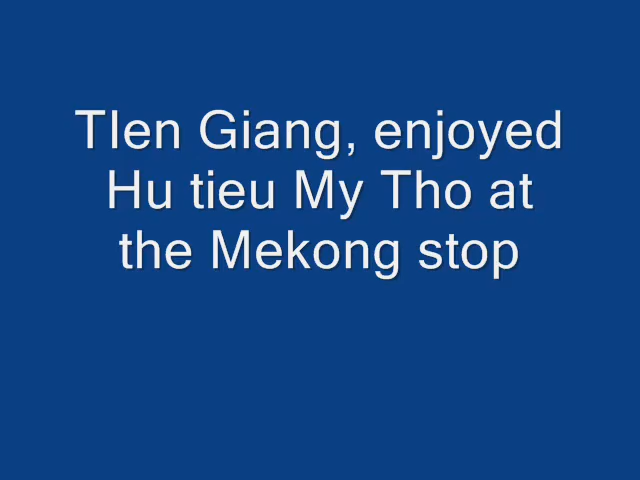 TIen Giang, enjoyed
Hu tieu My Tho at
the Mekong stop